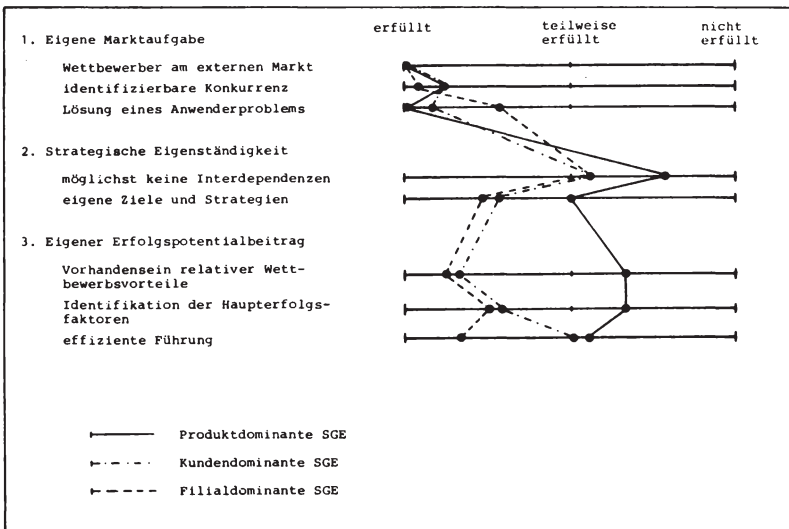 erfüllt
teilweise
erfüllt
nicht
erfüllt
1. Eigene Marktaufgabe
Wettbewerber am externen Markt
identifizierbare Konkurrenz
Lösung eines Anwenderproblems
2. Strategische Eigenständigkeit
möglichst keine Interdependenzen
eigene Ziele und Strategien
3. Eigener Erfolgspotentialbeitrag
Vorhandensein relativer Wett-
bewerbsvorteile
Identifikation der Haupterfolgs-
faktoren
effiziente Führung
Produktdominante SGE
Kundendominante SGE
Filialdominante SGE